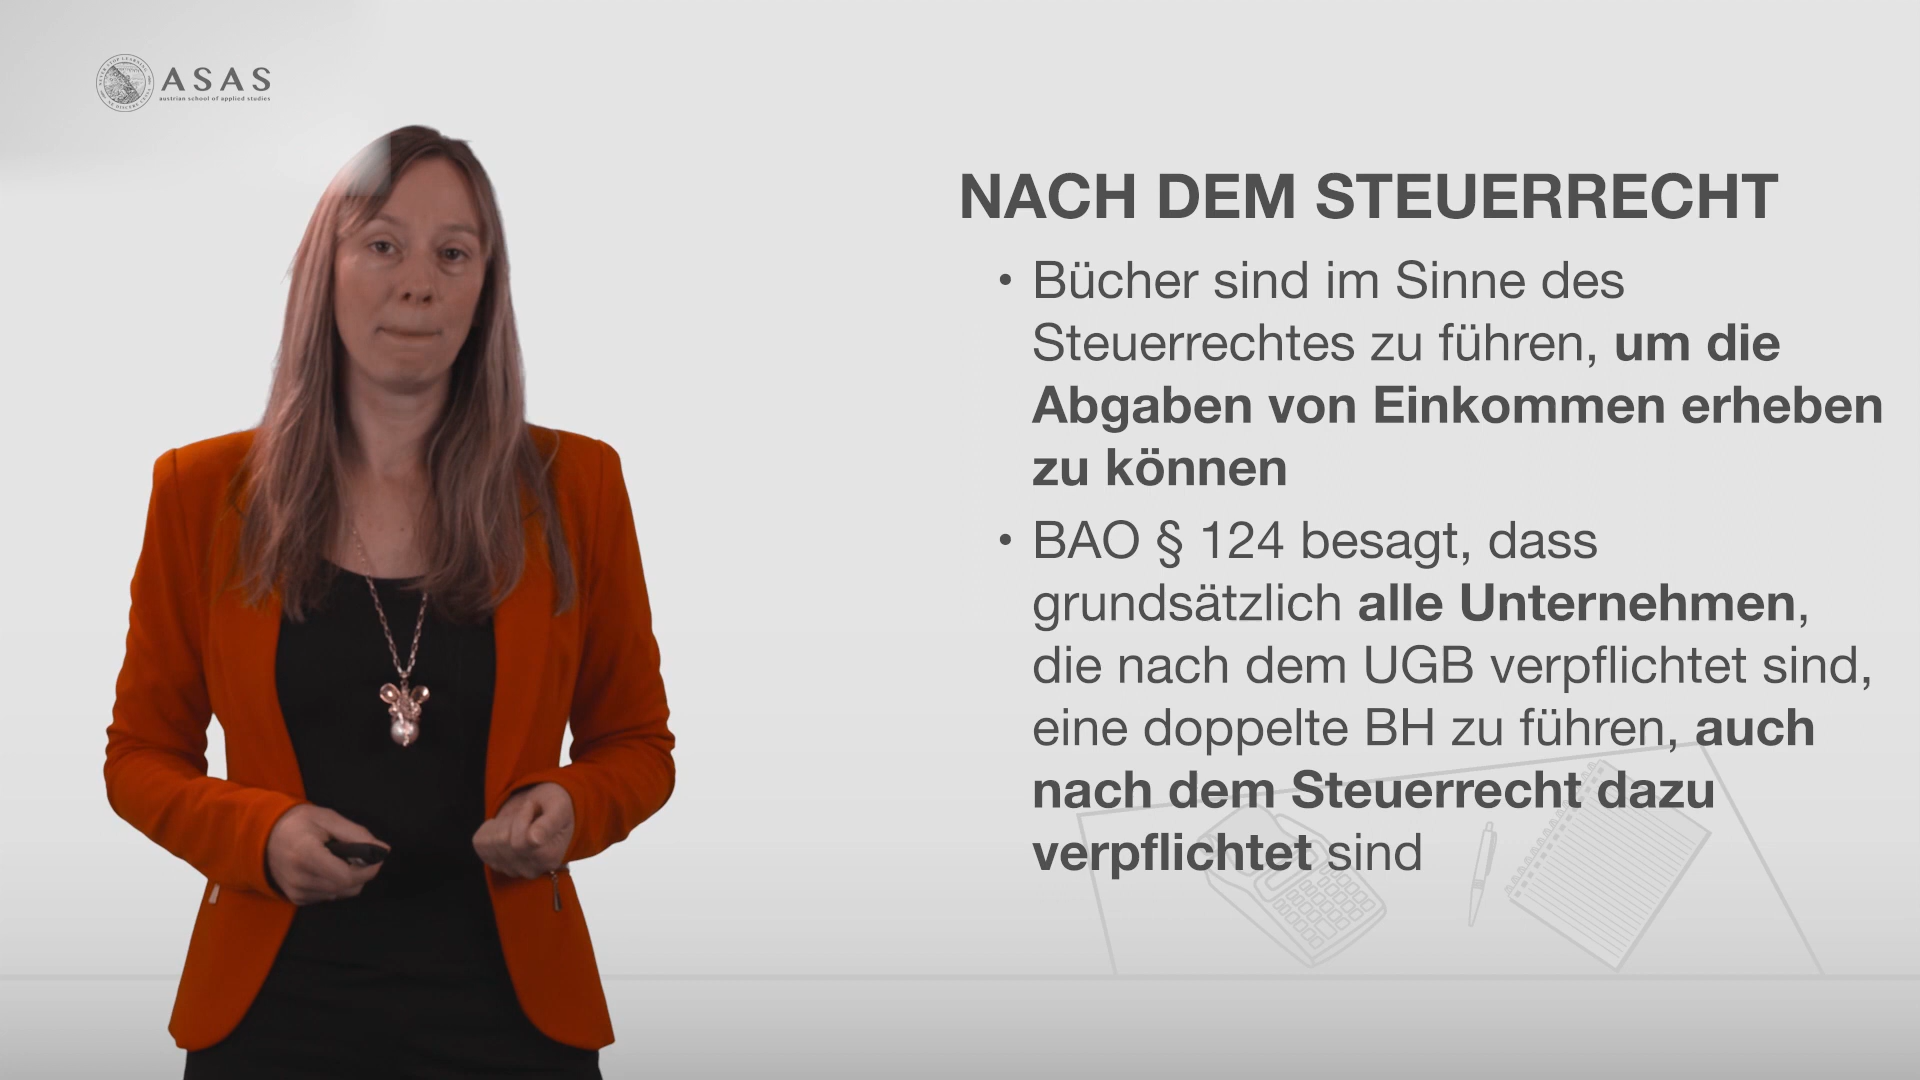 ASAS
austrian school of applied studies
NACH DEM STEUERRECHT
• Bücher sind im Sinne des
Steuerrechtes zu führen, um die
Abgaben von Einkommen erheben
zu können
• BAO § 124 besagt, dass
grundsätzlich alle Unternehmen,
die nach dem UGB verpflichtet sind,
eine doppelte BH zu führen, auch
nach dem Steuerrecht dazu
verpflichtet sind